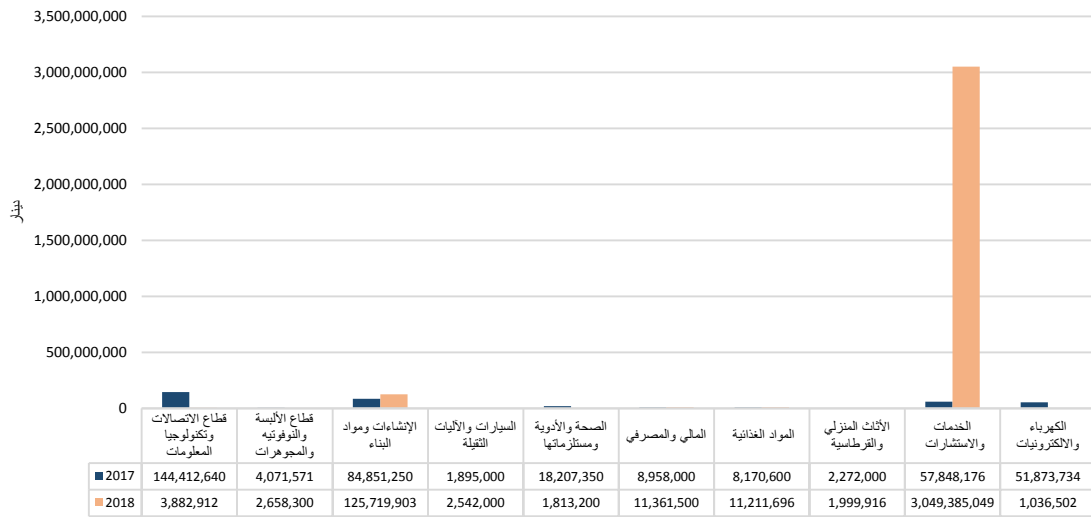 3,500,000,000
3,000,000,000
2,500,000,000
2,000,000,000
1,500,000,000
1,000,000,000
500,000,000
0
دينار
قطاع الاتصالات
وتكنولوجيا
المعلومات
قطاع الألبسة
والنوفوتيه
والمجوهرات
الإنشاءات ومواد
البناء
السيارات والآليات
الثقيلة
الصحة والأدوية
ومستلزماتها
المالي والمصرفي
المواد الغذائية
الأثاث المنزلي
والقرطاسية
الخدمات
والاستشارات
الكهرباء
والالكترونيات
2017 144,412,640 4,071,571 84,851,250 1,895,000 18,207,350 8,958,000 8,170,600 2,272,000 57,848,176 51,873,734
2018 3,882,912 2,658,300 125,719,903 2,542,000 1,813,200 11,361,500 11,211,696 1,999,916 3,049,385,049 1,036,502